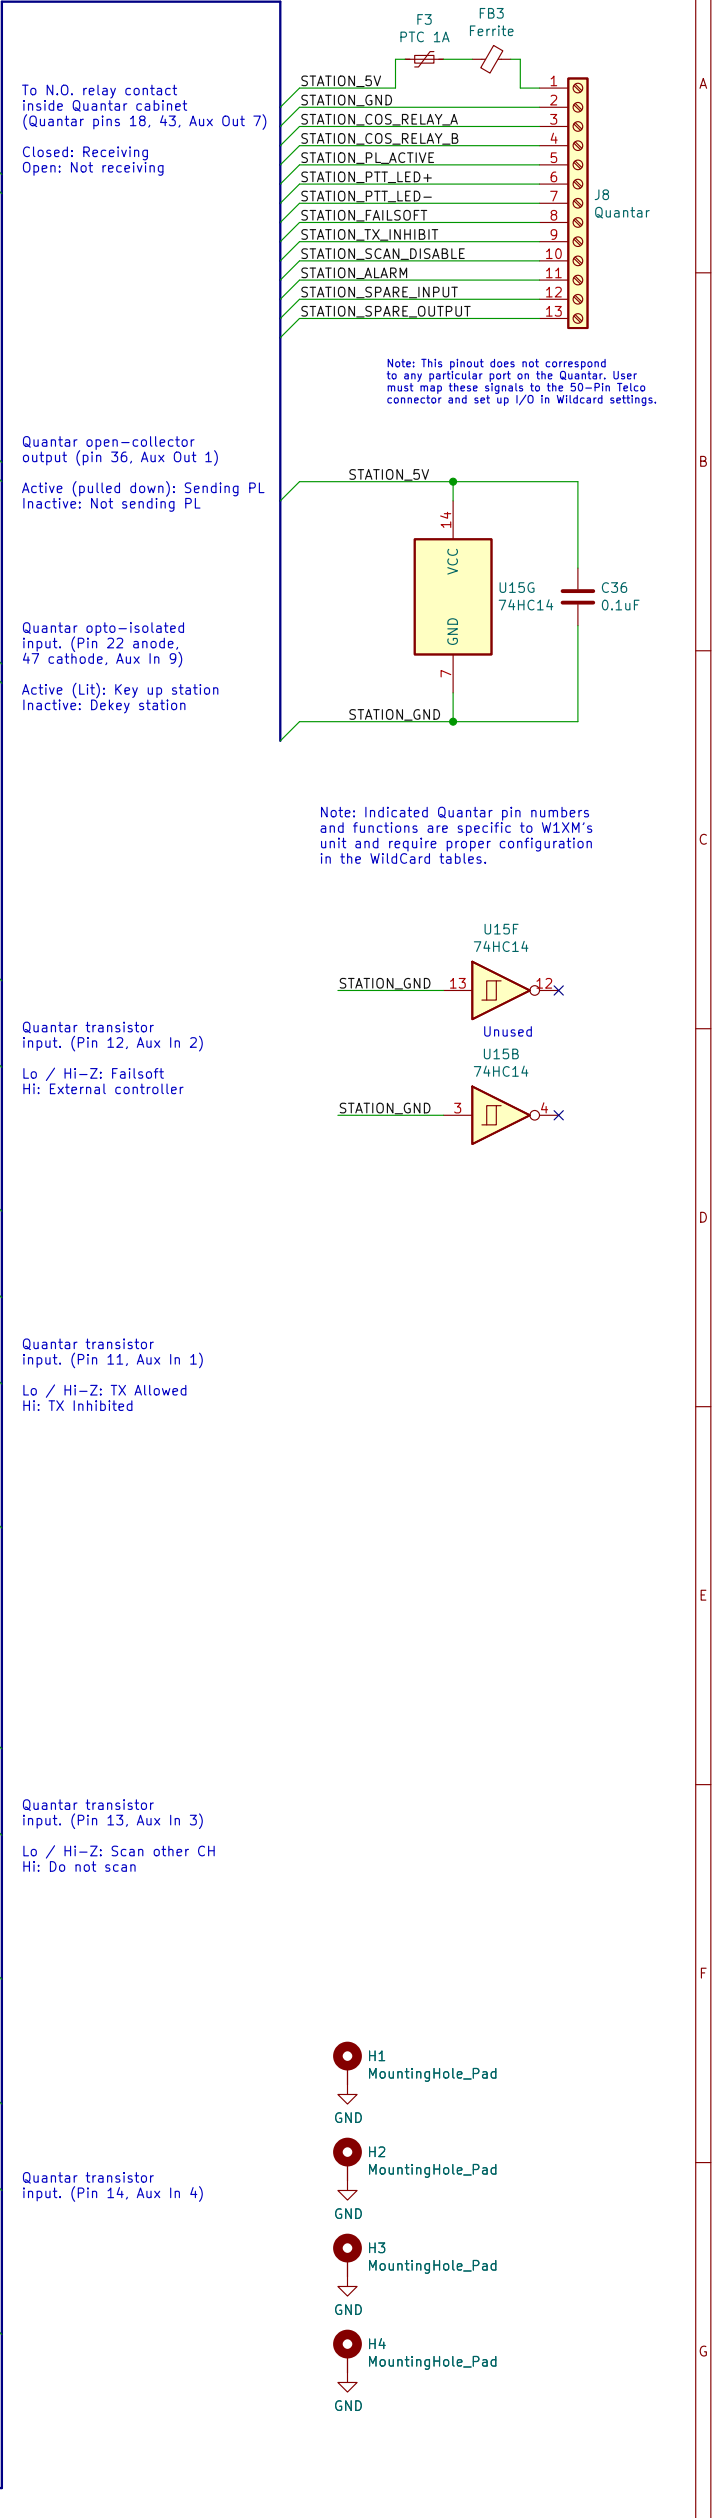 F3
PTC 1A
FB3
Ferrite
A
To N.O. relay contact
inside Quantar cabinet
(Quantar pins 18, 43, Aux Out 7)
Closed: Receiving
Open: Not receiving
STATION_5V
1
STATION_GND
2
STATION_COS_RELAY_A
3
STATION_COS_RELAY_B
4
STATION_PL_ACTIVE
5
STATION_PTT_LED+
6
STATION_PTT_LED-
7
STATION_FAILSOFT
8
STATION_TX_INHIBIT
9
STATION_SCAN_DISABLE
10
STATION_ALARM
11
STATION_SPARE_INPUT
12
STATION_SPARE_OUTPUT
13
J8
Quantar
Note: This pinout does not correspond
to any particular port on the Quantar. User
must map these signals to the 50-Pin Telco
connector and set up I/O in Wildcard settings.
B
Quantar open-collector
output (pin 36, Aux Out 1)
Active (pulled down): Sending PL
Inactive: Not sending PL
STATION_5V
14
VCC
GND
7
U15G
74HC14
C36
0.1uF
STATION_GND
Quantar opto-isolated
input. (Pin 22 anode,
47 cathode, Aux In 9)
Active (Lit): Key up station
Inactive: Dekey station
Note: Indicated Quantar pin numbers
and functions are specific to W1XM's
unit and require proper configuration
in the WildCard tables.
C
U15F
74HC14
STATION_GND
13
12
Unused
Quantar transistor
input. (Pin 12, Aux In 2)
Lo / Hi-Z: Failsoft
Hi: External controller
U15B
74HC14
STATION_GND
3
4
D
Quantar transistor
input. (Pin 11, Aux In 1)
Lo / Hi-Z: TX Allowed
Hi: TX Inhibited
E
Quantar transistor
input. (Pin 13, Aux In 3)
Lo / Hi-Z: Scan other CH
Hi: Do not scan
F
H1
MountingHole_Pad
GND
H2
MountingHole_Pad
GND
Quantar transistor
input. (Pin 14, Aux In 4)
H3
MountingHole_Pad
GND
H4
MountingHole_Pad
GND
G